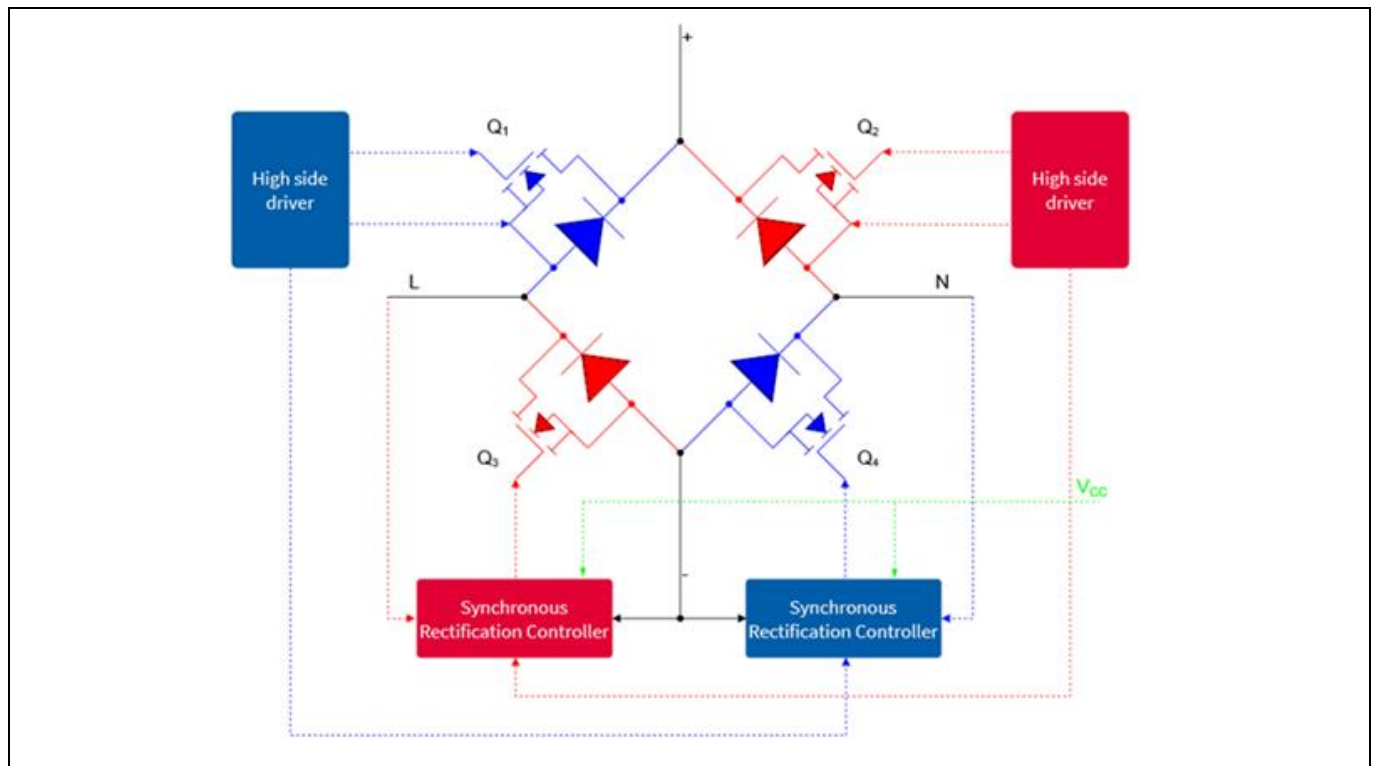 +
Q₁
Q₂
High side
driver
High side
driver
L
N
Q₃
Q₄
VCC
-
Synchronous
Rectification Controller
Synchronous
Rectification Controller